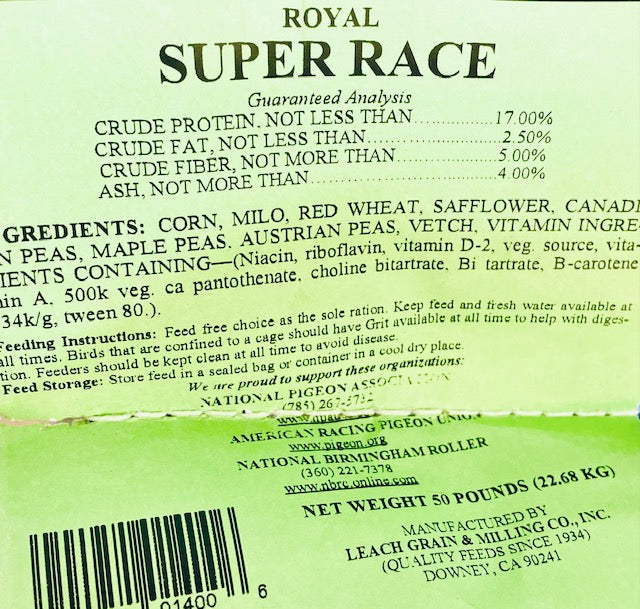 ROYAL
SUPER RACE
Guaranteed Analysis
CRUDE PROTEIN, NOT LESS THAN..............17.00%
CRUDE FAT, NOT LESS THAN......................2.50%
CRUDE FIBER, NOT MORE THAN.................5.00%
ASH, NOT MORE THAN................................4.00%
GREDIENTS: CORN, MILO, RED WHEAT, SAFFLOWER, CANADI
N PEAS, MAPLE PEAS. AUSTRIAN PEAS, VETCH, VITAMIN INGRE-
IENTS CONTAINING—(Niacin, riboflavin, vitamin D-2, veg. source, vita-
in A. 500k veg. ca pantothenate, choline bitartrate, Bi tartrate, B-carotene
34k/g, tween 80.).
Feeding Instructions: Feed free choice as the sole ration. Keep feed and fresh water available at
all times. Birds that are confined to a cage should have Grit available at all time to help with diges-
tion. Feeders should be kept clean at all time to avoid disease.
Feed Storage: Store feed in a sealed bag or container in a cool dry place.
We are proud to support these organizations:
NATIONAL PIGEON ASSOCIATION
(785) 267-5732
AMERICAN RACING PIGEON UNION
www.pigeon.org
NATIONAL BIRMINGHAM ROLLER
(360) 221-7378
www.nbrc online.com
NET WEIGHT 50 POUNDS (22.68 KG)
MANUFACTURED BY
LEACH GRAIN & MILLING CO., INC.
(QUALITY FEEDS SINCE 1934)
DOWNEY, CA 90241
01400 6